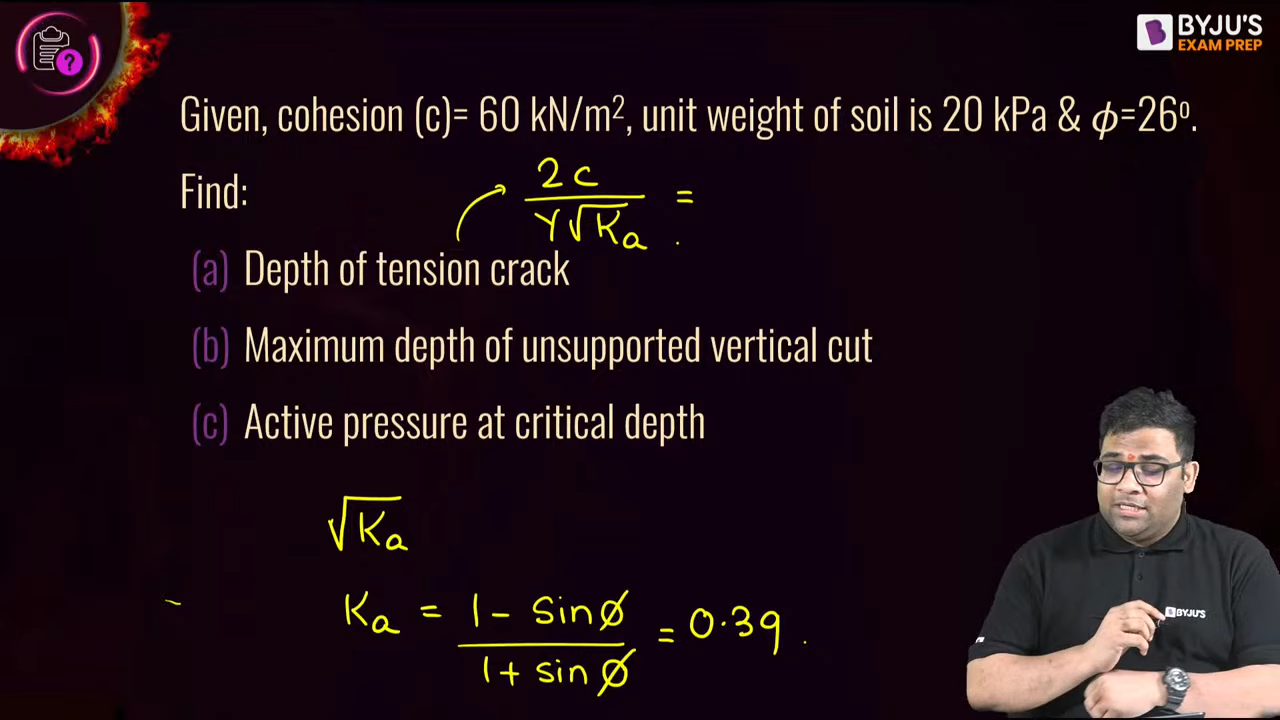 BYJU'S
EXAM PREP
Given, cohesion (c)= 60 kN/m², unit weight of soil is 20 kPa & ϕ=26⁰.
Find:
2c
γ√Ka =
(a) Depth of tension crack
(b) Maximum depth of unsupported vertical cut
(c) Active pressure at critical depth
√Ka
Ka = 1 - sinϕ
1 + sinϕ = 0.39
BYJU'S